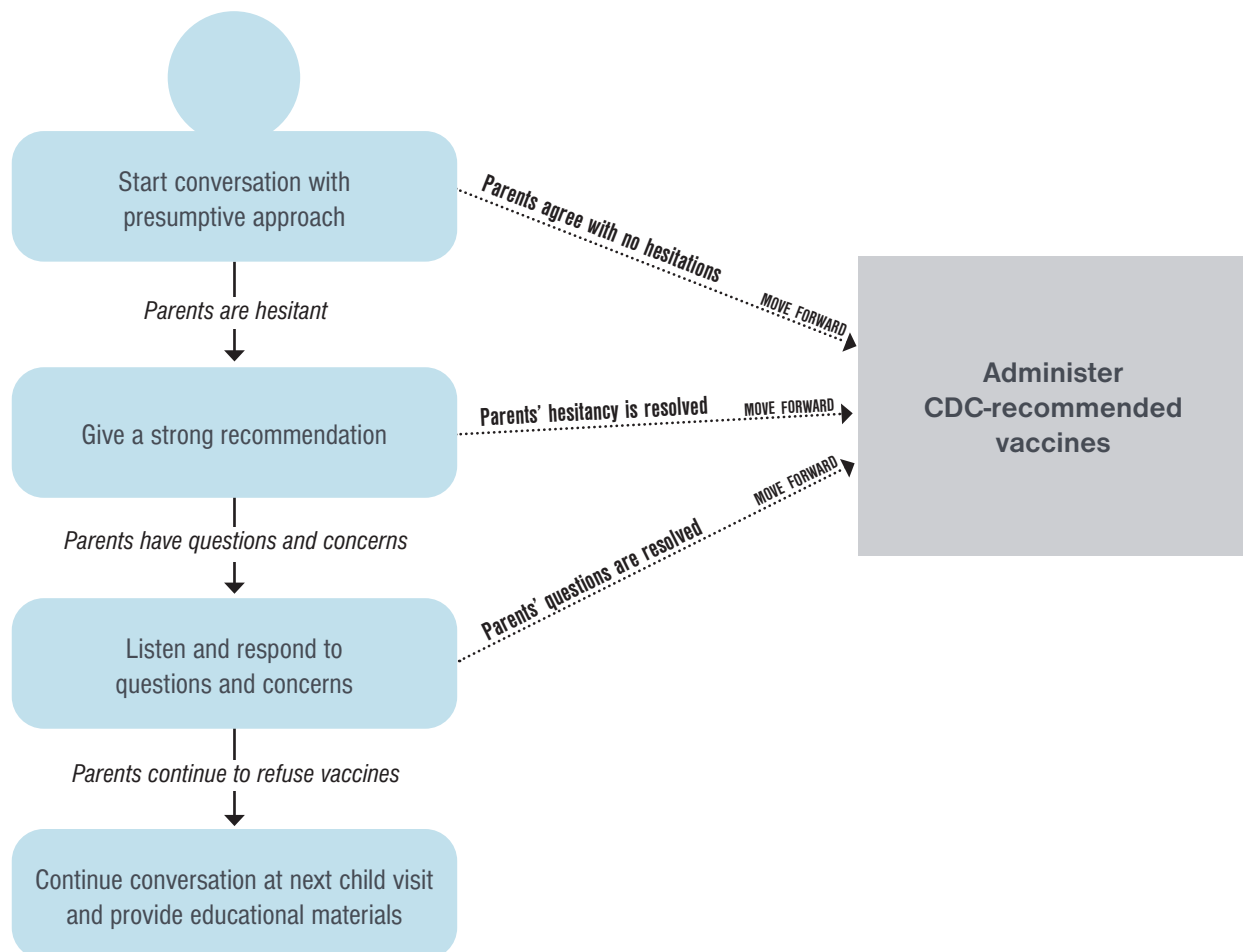 Start conversation with
presumptive approach
Parents agree with no hesitations
MOVE FORWARD
Parents are hesitant
Give a strong recommendation
Parents’ hesitancy is resolved
MOVE FORWARD
Administer
CDC-recommended
vaccines
Parents have questions and concerns
Listen and respond to
questions and concerns
Parents’ questions are resolved
MOVE FORWARD
Parents continue to refuse vaccines
Continue conversation at next child visit
and provide educational materials